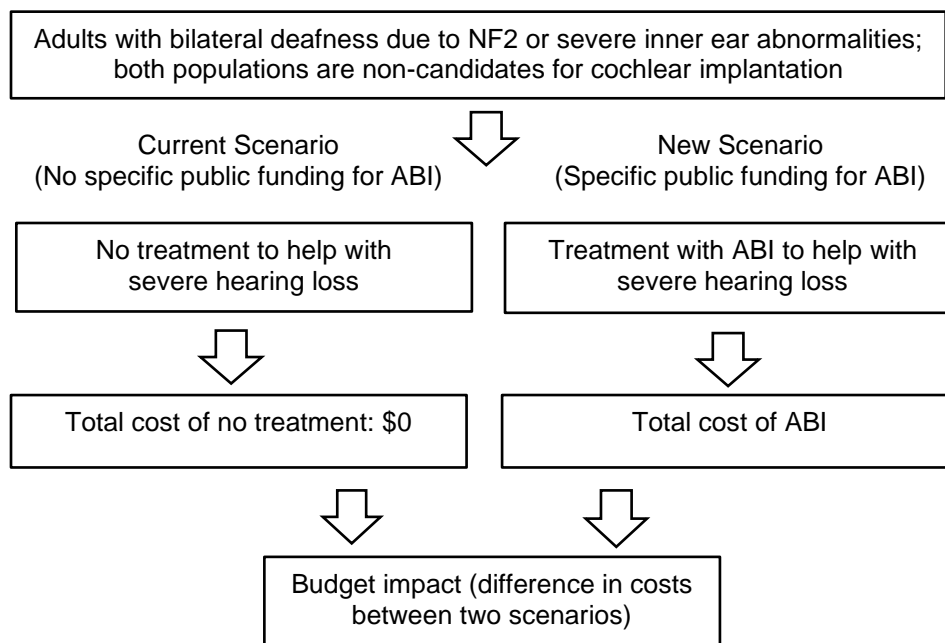 Adults with bilateral deafness due to NF2 or severe inner ear abnormalities;
both populations are non-candidates for cochlear implantation
Current Scenario
(No specific public funding for ABI)
New Scenario
(Specific public funding for ABI)
No treatment to help with
severe hearing loss
Treatment with ABI to help with
severe hearing loss
Total cost of no treatment: $0
Total cost of ABI
Budget impact (difference in costs
between two scenarios)